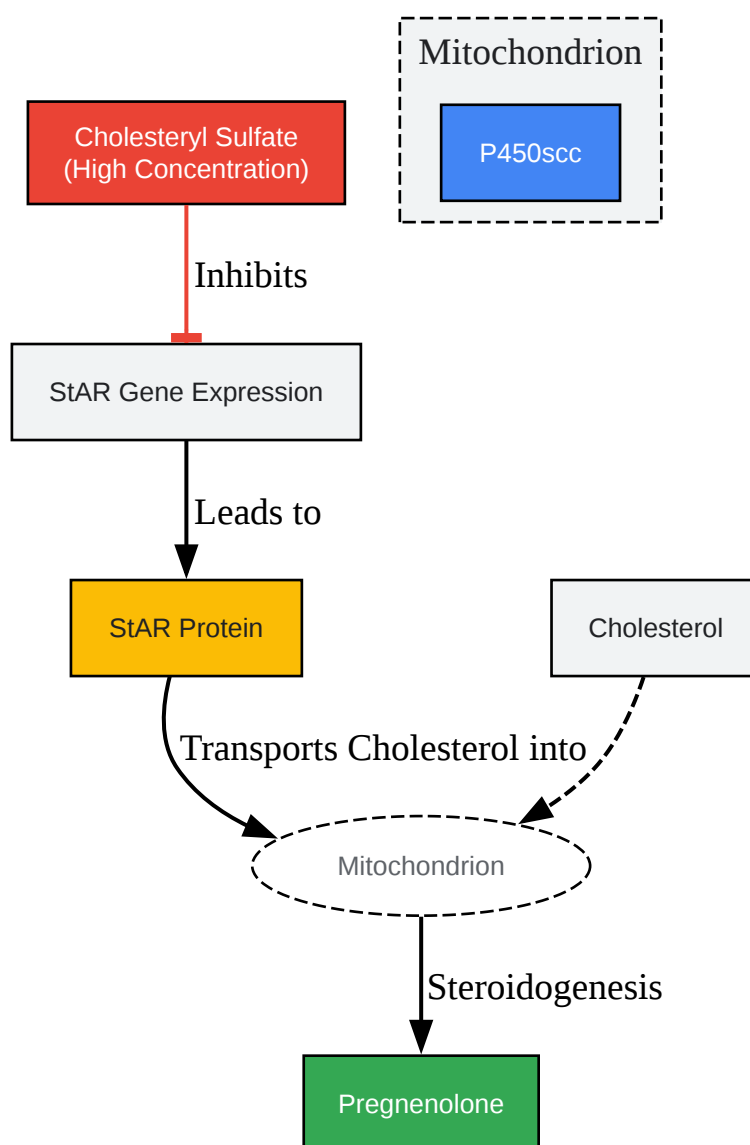 Mitochondrion
Cholesteryl Sulfate
(High Concentration)
P450scc
Inhibits
StAR Gene Expression
Leads to
StAR Protein
Cholesterol
Transports Cholesterol into
Mitochondrion
Steroidogenesis
Pregnenolone